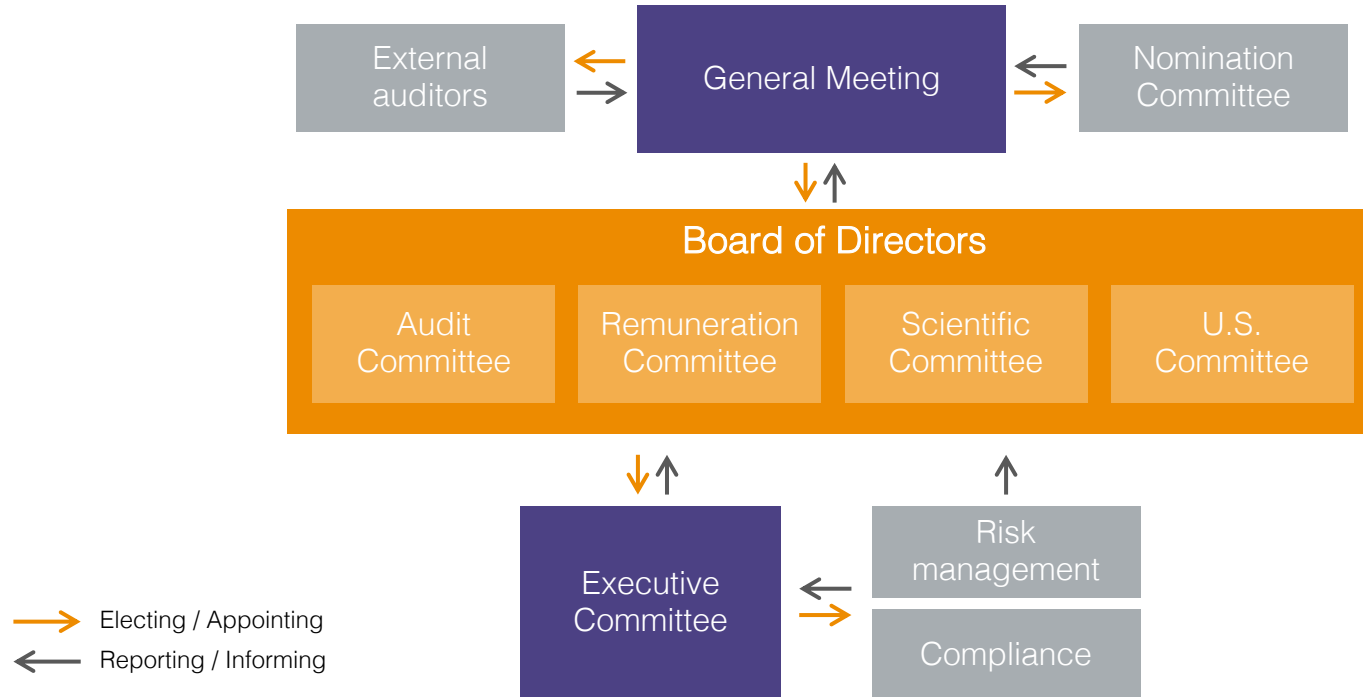 External
auditors
General Meeting
Nomination
Committee
Board of Directors
Audit
Committee
Remuneration
Committee
Scientific
Committee
U.S.
Committee
Executive
Committee
Risk
management
Compliance
Electing / Appointing
Reporting / Informing